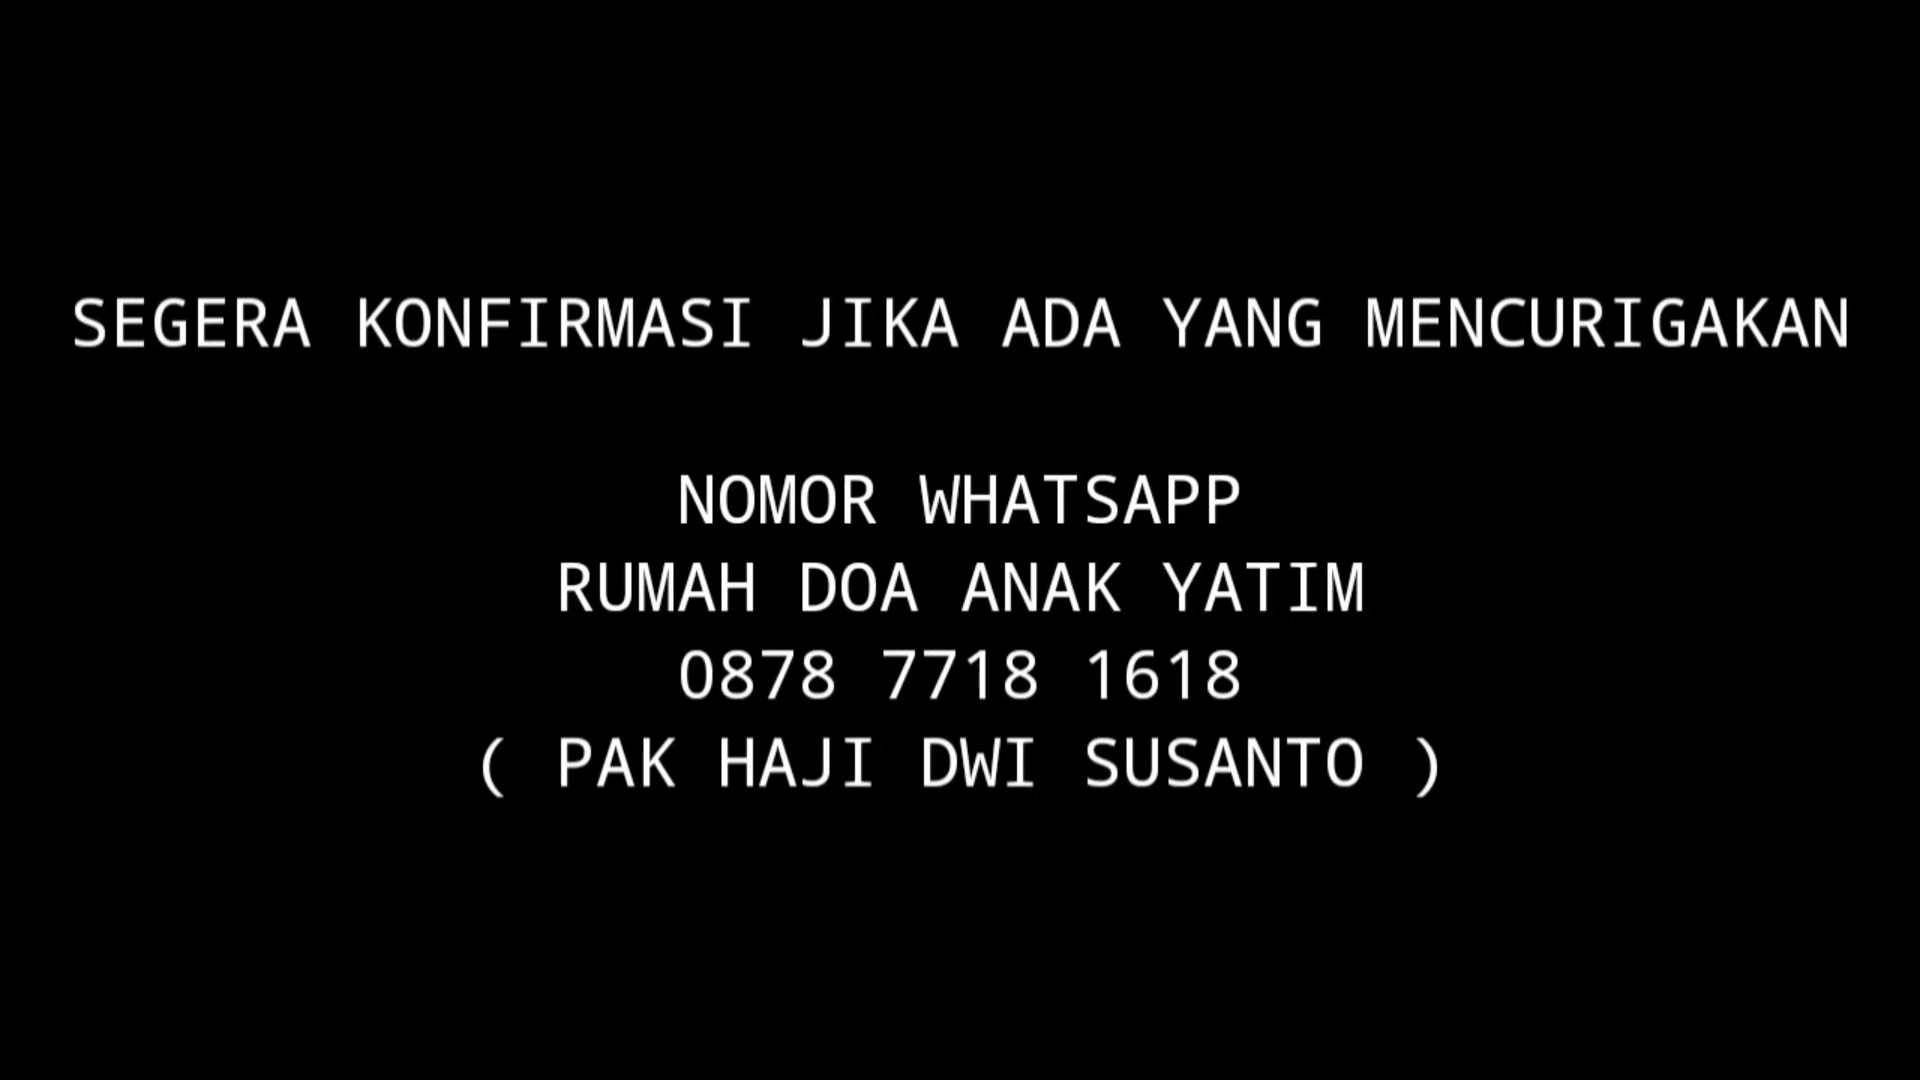 SEGERA KONFIRMASI JIKA ADA YANG MENCURIGAKAN
NOMOR WHATSAPP
RUMAH DOA ANAK YATIM
0878 7718 1618
( PAK HAJI DWI SUSANTO )